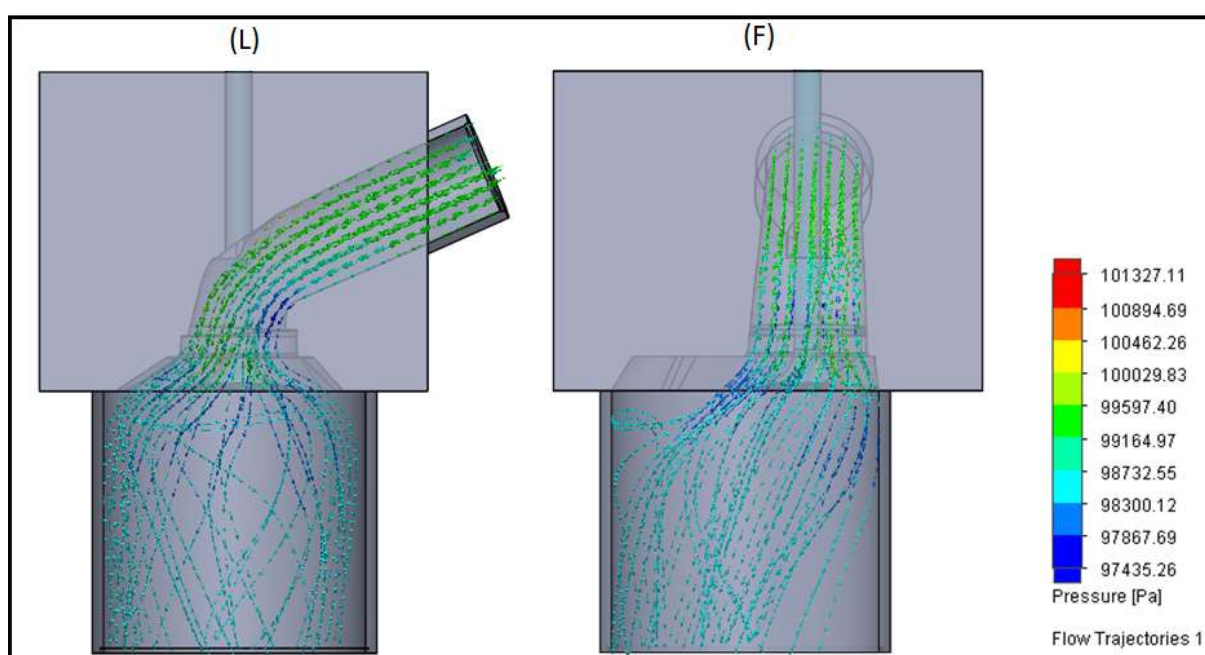 (L)
(F)
101327.11
100894.69
100462.26
100029.83
99597.40
99164.97
98732.55
98300.12
97867.69
97435.26
Pressure [Pa]
Flow Trajectories 1